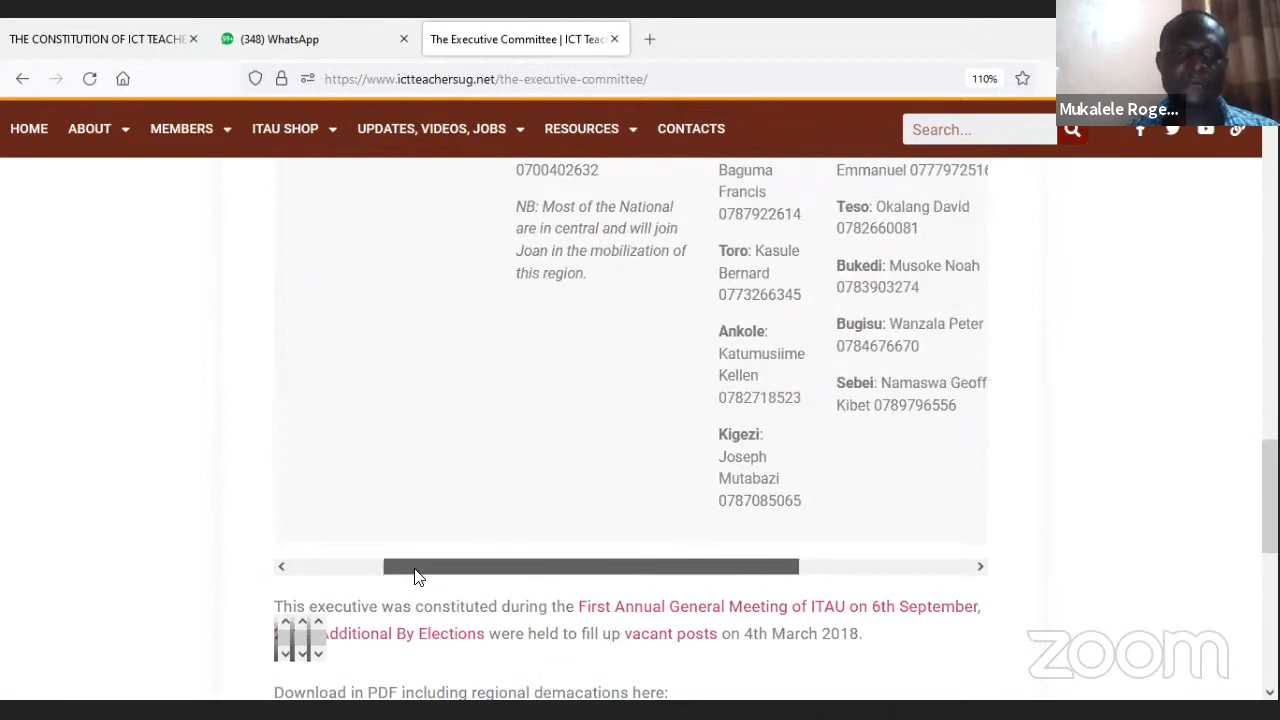 THE CONSTITUTION OF ICT TEACHE
(348) WhatsApp
The Executive Committee | ICT Teac
https://www.ictteachersug.net/the-executive-committee/
110%
Mukalele Roge...
HOME
ABOUT
MEMBERS
ITAU SHOP
UPDATES, VIDEOS, JOBS
RESOURCES
CONTACTS
Search...
0700402632
NB: Most of the National
are in central and will join
Joan in the mobilization of
this region.
Baguma
Francis
0787922614
Toro: Kasule
Bernard
0773266345
Ankole:
Katumusiime
Kellen
0782718523
Kigezi:
Joseph
Mutabazi
0787085065
Emmanuel 0777972516
Teso: Okalang David
0782660081
Bukedi: Musoke Noah
0783903274
Bugisu: Wanzala Peter
0784676670
Sebei: Namaswa Geoff
Kibet 0789796556
This executive was constituted during the First Annual General Meeting of ITAU on 6th September,
Additional By Elections were held to fill up vacant posts on 4th March 2018.
Download in PDF including regional demacations here:
zoom